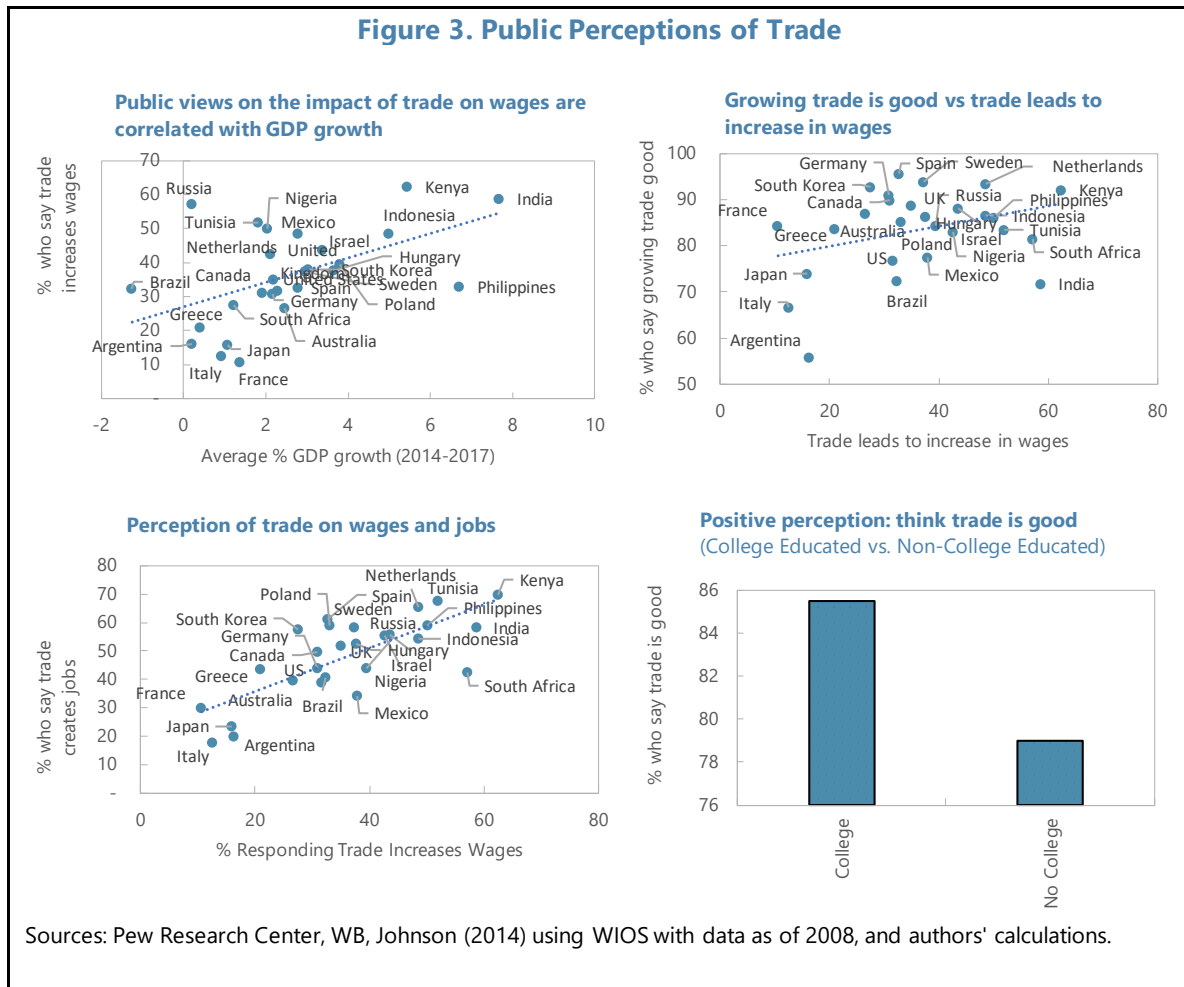 Figure 3. Public Perceptions of Trade
Public views on the impact of trade on wages are
correlated with GDP growth
% who say trade
increases wages
70
60
50
40
30
20
10
-
-2
0
2
4
6
8
10
Average % GDP growth (2014-2017)
Russia
Nigeria
Kenya
India
Tunisia
Mexico
Indonesia
Netherlands
United
Kingdom
Israel
Hungary
Canada
South Korea
Brazil
United States
Spain
Sweden
Philippines
Germany
Poland
Greece
South Africa
Argentina
Japan
Australia
Italy
France
Growing trade is good vs trade leads to
increase in wages
% who say growing trade good
100
90
80
70
60
50
0
20
40
60
80
Trade leads to increase in wages
Germany
Spain
Sweden
Netherlands
South Korea
Canada
UK
Russia
Kenya
Philippines
France
Hungary
Indonesia
Greece
Australia
Tunisia
Poland
Israel
US
Nigeria
South Africa
Japan
Mexico
India
Italy
Brazil
Argentina
Perception of trade on wages and jobs
% who say trade
creates jobs
80
70
60
50
40
30
20
10
-
0
20
40
60
80
% Responding Trade Increases Wages
Netherlands
Tunisia
Kenya
Poland
Spain
Sweden
Philippines
South Korea
Russia
India
Germany
Indonesia
Canada
UK
Hungary
Greece
US
Israel
Nigeria
South Africa
France
Australia
Brazil
Mexico
Japan
Argentina
Italy
Positive perception: think trade is good
(College Educated vs. Non-College Educated)
% who say trade is good
86
84
82
80
78
76
College
No College
Sources: Pew Research Center, WB, Johnson (2014) using WIOS with data as of 2008, and authors' calculations.